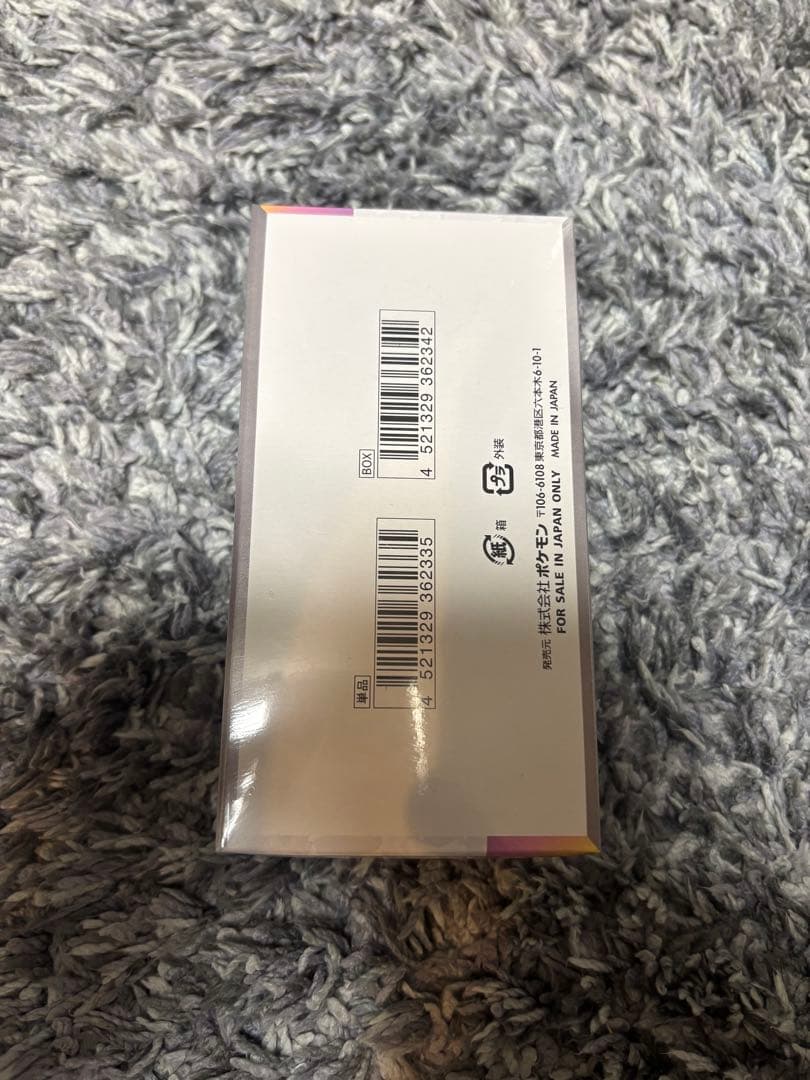 単品
4 521329 362335
BOX
4 521329 362342
紙 箱
プラ 外装
発売元 株式会社ポケモン 〒106-6108 東京都港区六本木6-10-1
FOR SALE IN JAPAN ONLY MADE IN JAPAN